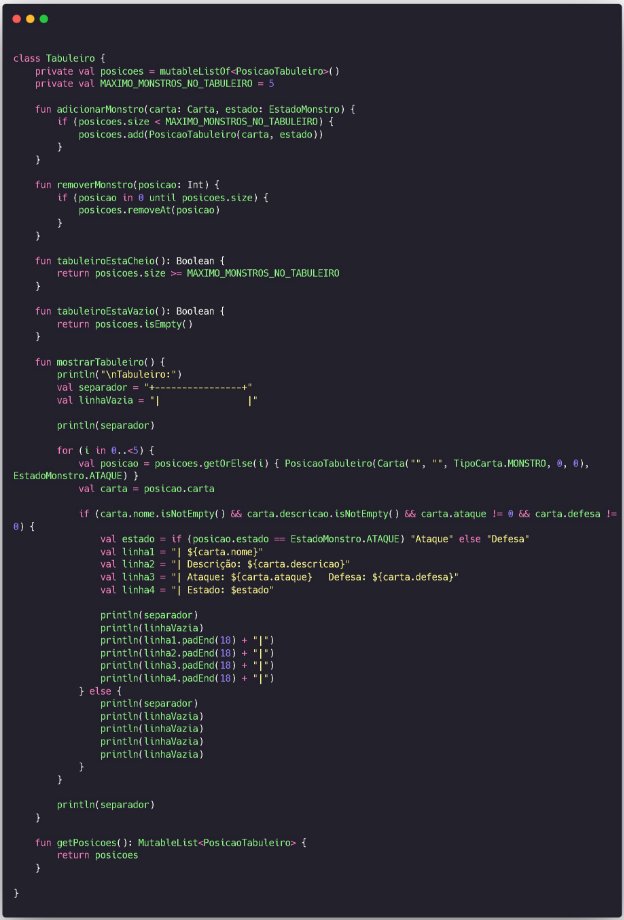 class Tabuleiro {
    private val posicoes = mutableListOf<PosicaoTabuleiro>()
    private val MAXIMO_MONSTROS_NO_TABULEIRO = 5

    fun adicionarMonstro(carta: Carta, estado: EstadoMonstro) {
        if (posicoes.size < MAXIMO_MONSTROS_NO_TABULEIRO) {
            posicoes.add(PosicaoTabuleiro(carta, estado))
        }
    }

    fun removerMonstro(posicao: Int) {
        if (posicao in 0 until posicoes.size) {
            posicoes.removeAt(posicao)
        }
    }

    fun tabuleiroEstaCheio(): Boolean {
        return posicoes.size >= MAXIMO_MONSTROS_NO_TABULEIRO
    }

    fun tabuleiroEstaVazio(): Boolean {
        return posicoes.isEmpty()
    }

    fun mostrarTabuleiro() {
        println("\nTabuleiro:")
        val separador = "+----------------+"
        val linhaVazia = "|                |"

        println(separador)

        for (i in 0..<5) {
            val posicao = posicoes.getOrElse(i) { PosicaoTabuleiro(Carta("", "", TipoCarta.MONSTRO, 0, 0),
EstadoMonstro.ATAQUE) }
            val carta = posicao.carta

            if (carta.nome.isNotEmpty() && carta.descricao.isNotEmpty() && carta.ataque != 0 && carta.defesa !=
0) {
                val estado = if (posicao.estado == EstadoMonstro.ATAQUE) "Ataque" else "Defesa"
                val linha1 = "| ${carta.nome}"
                val linha2 = "| Descrição: ${carta.descricao}"
                val linha3 = "| Ataque: ${carta.ataque}   Defesa: ${carta.defesa}"
                val linha4 = "| Estado: $estado"

                println(separador)
                println(linhaVazia)
                println(linha1.padEnd(18) + "|")
                println(linha2.padEnd(18) + "|")
                println(linha3.padEnd(18) + "|")
                println(linha4.padEnd(18) + "|")
            } else {
                println(separador)
                println(linhaVazia)
                println(linhaVazia)
                println(linhaVazia)
                println(linhaVazia)
            }
        }

        println(separador)
    }

    fun getPosicoes(): MutableList<PosicaoTabuleiro> {
        return posicoes
    }

}